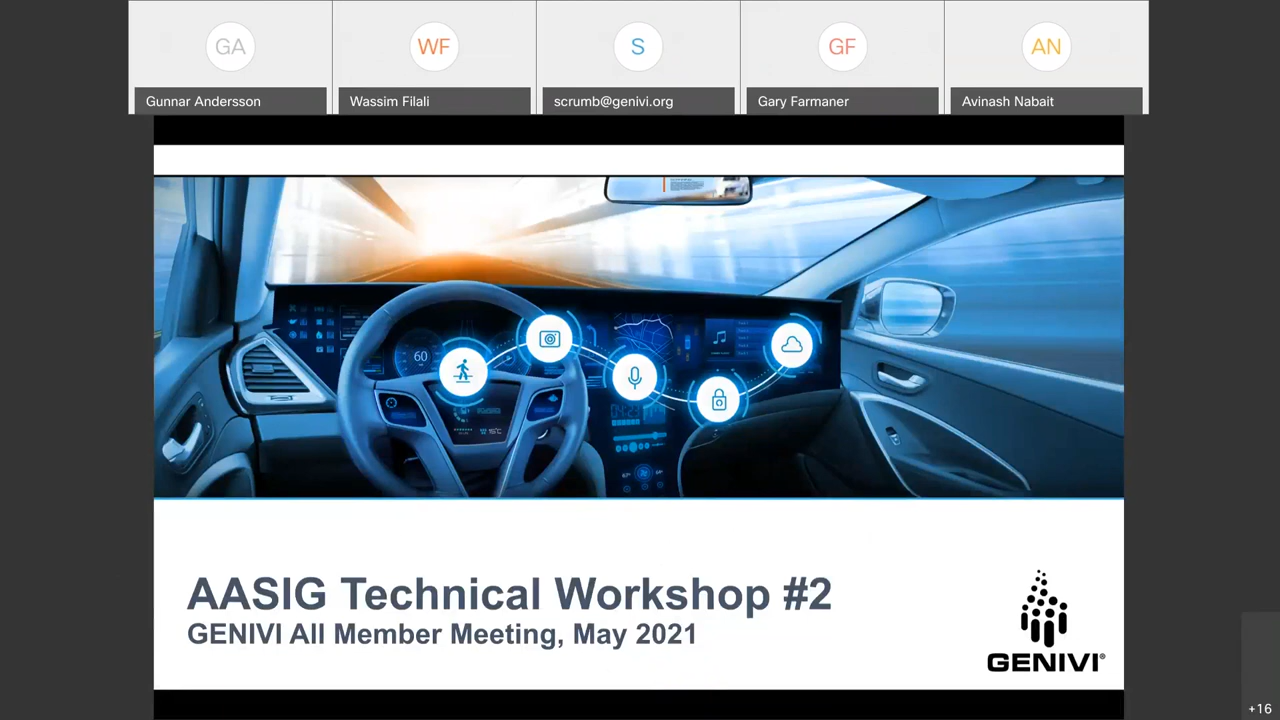 GA
WF
S
GF
AN
Gunnar Andersson
Wassim Filali
scrumb@genivi.org
Gary Farmaner
Avinash Nabait
60
AASIG Technical Workshop #2
GENIVI All Member Meeting, May 2021
GENIVI®
+16